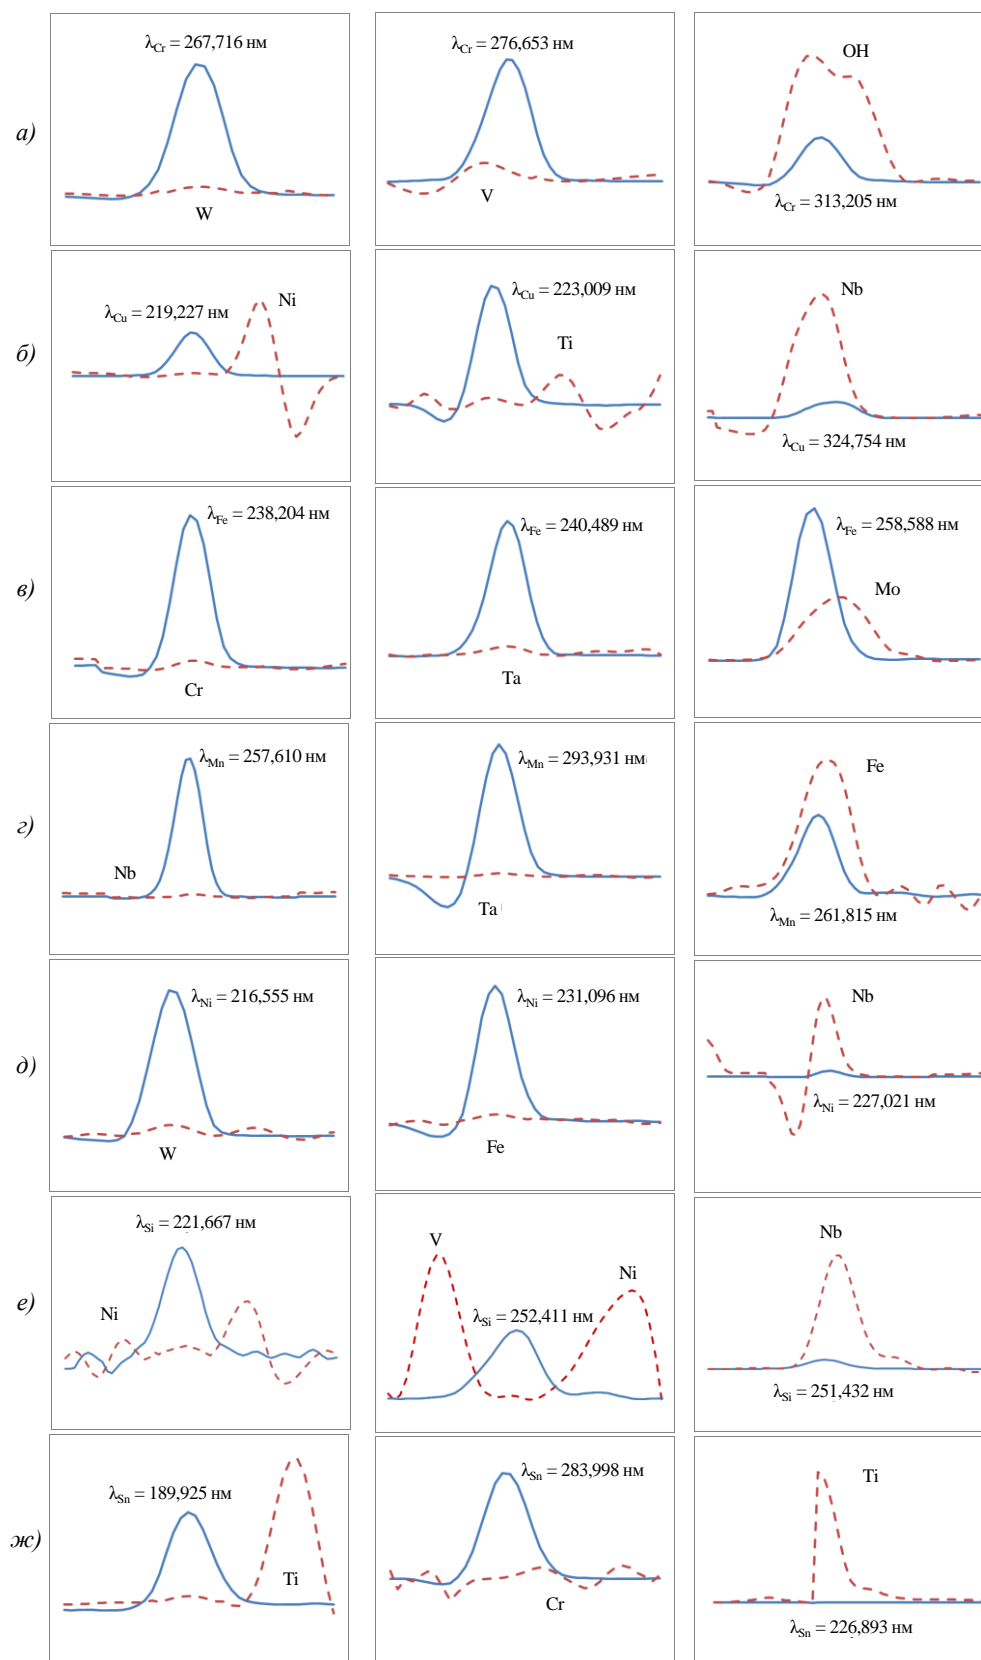 а)
λCr = 267,716 нм
W
λCr = 276,653 нм
V
OH
λCr = 313,205 нм
б)
λCu = 219,227 нм
Ni
λCu = 223,009 нм
Ti
Nb
λCu = 324,754 нм
в)
λFe = 238,204 нм
Cr
λFe = 240,489 нм
Ta
λFe = 258,588 нм
Mo
г)
λMn = 257,610 нм
Nb
λMn = 293,931 нм
Ta
Fe
λMn = 261,815 нм
д)
λNi = 216,555 нм
W
λNi = 231,096 нм
Fe
Nb
λNi = 227,021 нм
е)
λSi = 221,667 нм
Ni
V
Ni
λSi = 252,411 нм
Nb
λSi = 251,432 нм
ж)
λSn = 189,925 нм
Ti
λSn = 283,998 нм
Cr
Ti
λSn = 226,893 нм